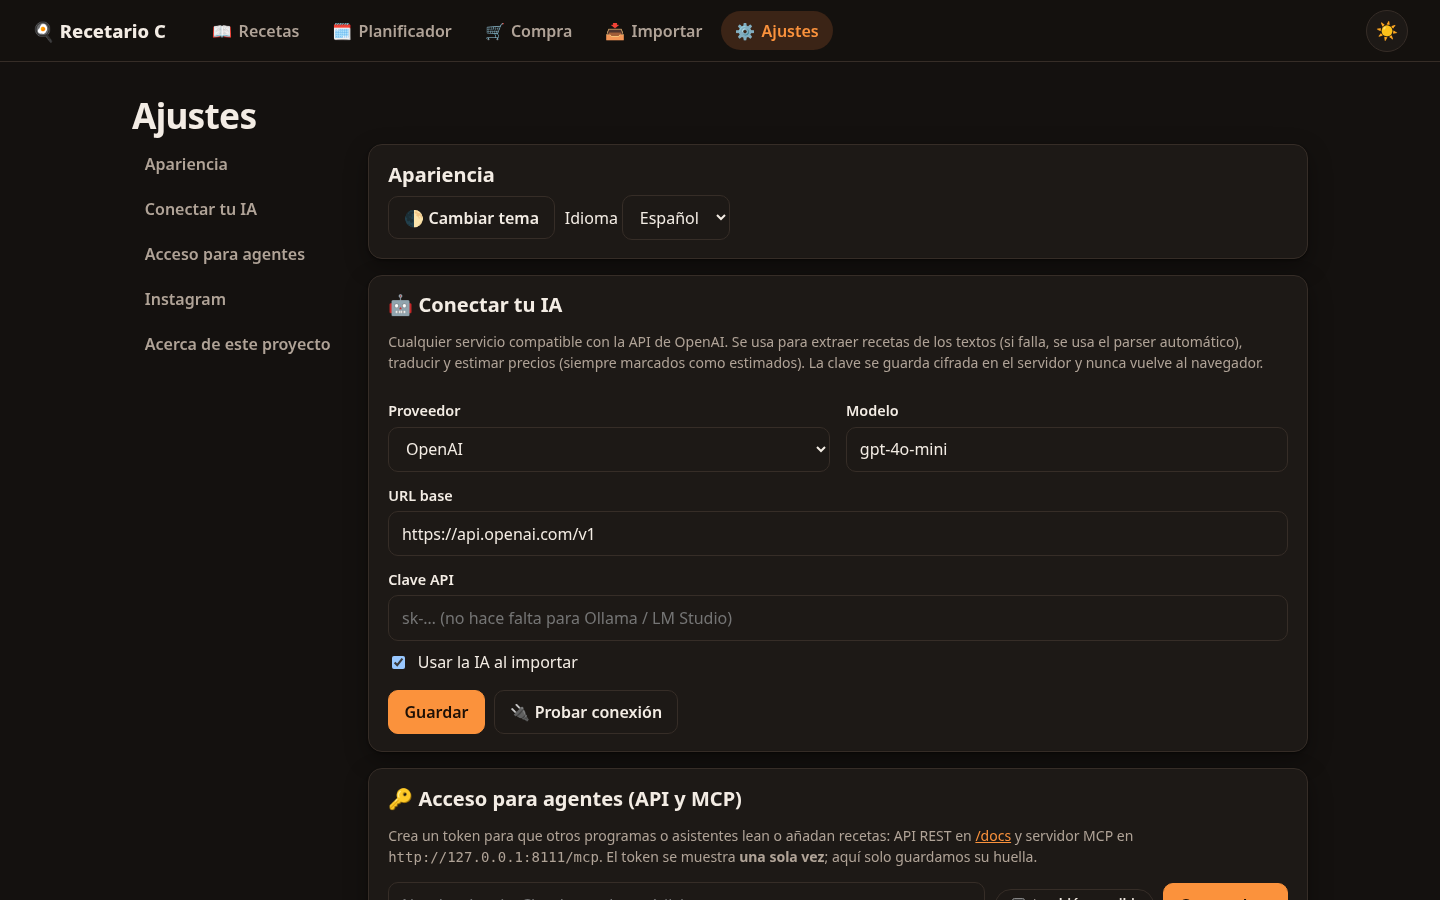 Recetario C
Recetas
Planificador
Compra
Importar
Ajustes
Ajustes
Apariencia
Conectar tu IA
Acceso para agentes
Instagram
Acerca de este proyecto
Apariencia
Cambiar tema
Idioma
Español
Conectar tu IA
Cualquier servicio compatible con la API de OpenAI. Se usa para extraer recetas de los textos (si falla, se usa el parser automático),
traducir y estimar precios (siempre marcados como estimados). La clave se guarda cifrada en el servidor y nunca vuelve al navegador.
Proveedor
Modelo
OpenAI
gpt-4o-mini
URL base
https://api.openai.com/v1
Clave API
sk-... (no hace falta para Ollama / LM Studio)
Usar la IA al importar
Guardar
Probar conexión
Acceso para agentes (API y MCP)
Crea un token para que otros programas o asistentes lean o añadan recetas: API REST en /docs y servidor MCP en
http://127.0.0.1:8111/mcp. El token se muestra una sola vez; aquí solo guardamos su huella.